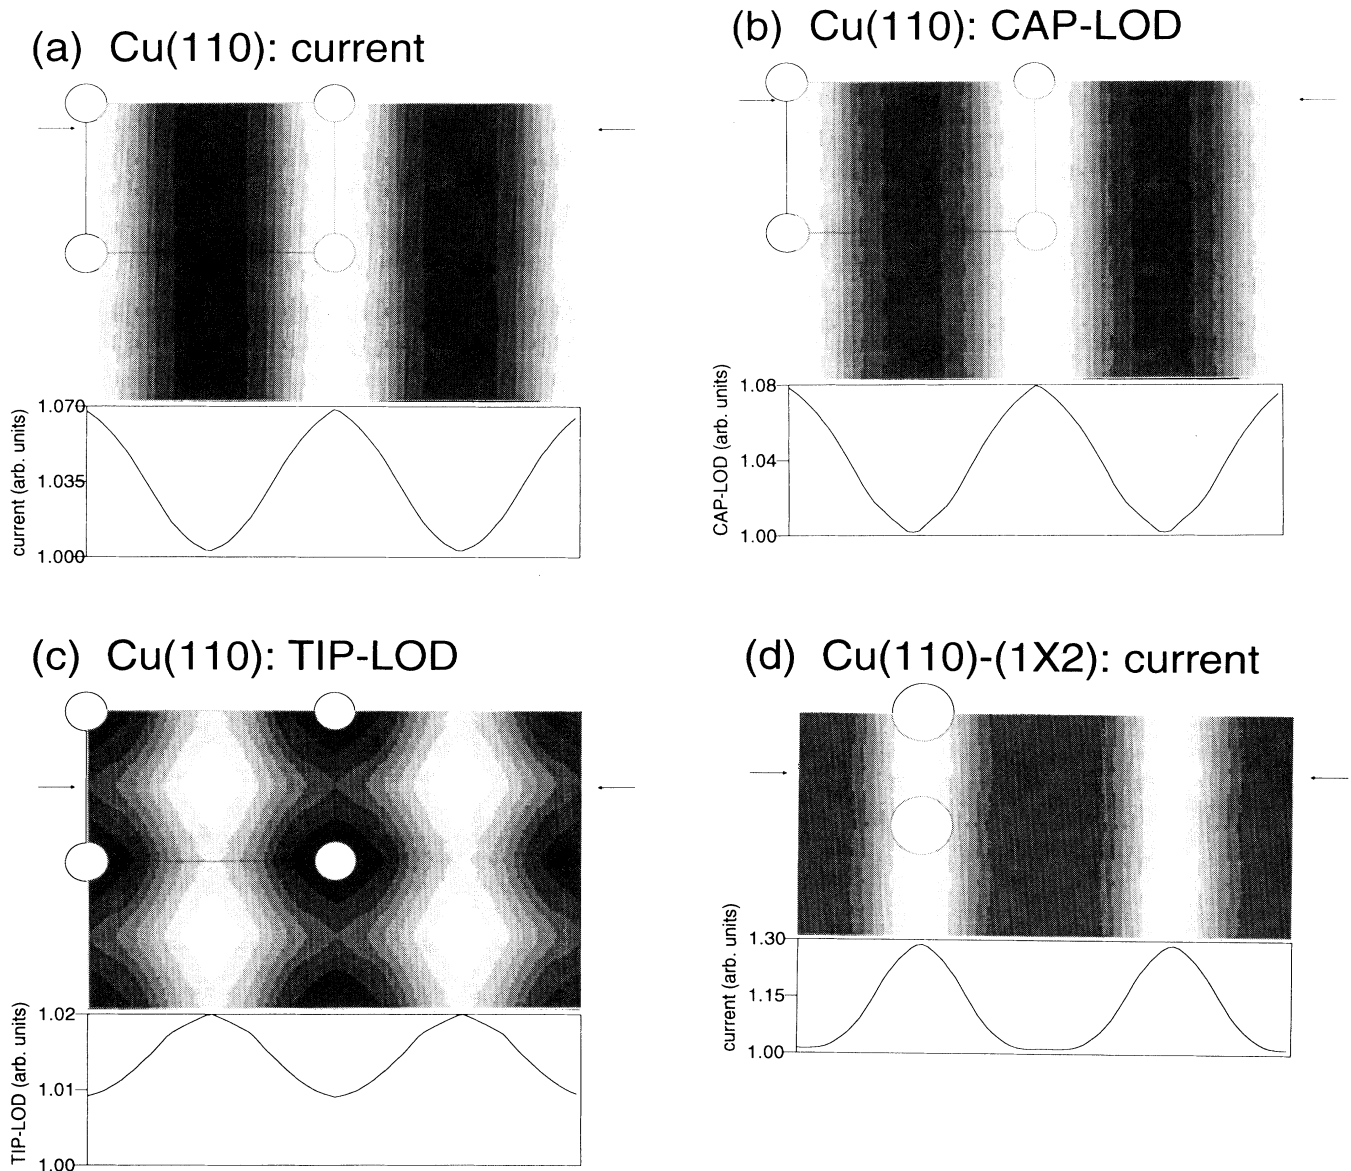 (a) Cu(110): current
(b) Cu(110): CAP-LOD
current (arb. units)
1.070
1.035
1.000
CAP-LOD (arb. units)
1.08
1.04
1.00
(c) Cu(110): TIP-LOD
(d) Cu(110)-(1X2): current
TIP-LOD (arb. units)
1.02
1.01
1.00
current (arb. units)
1.30
1.15
1.00